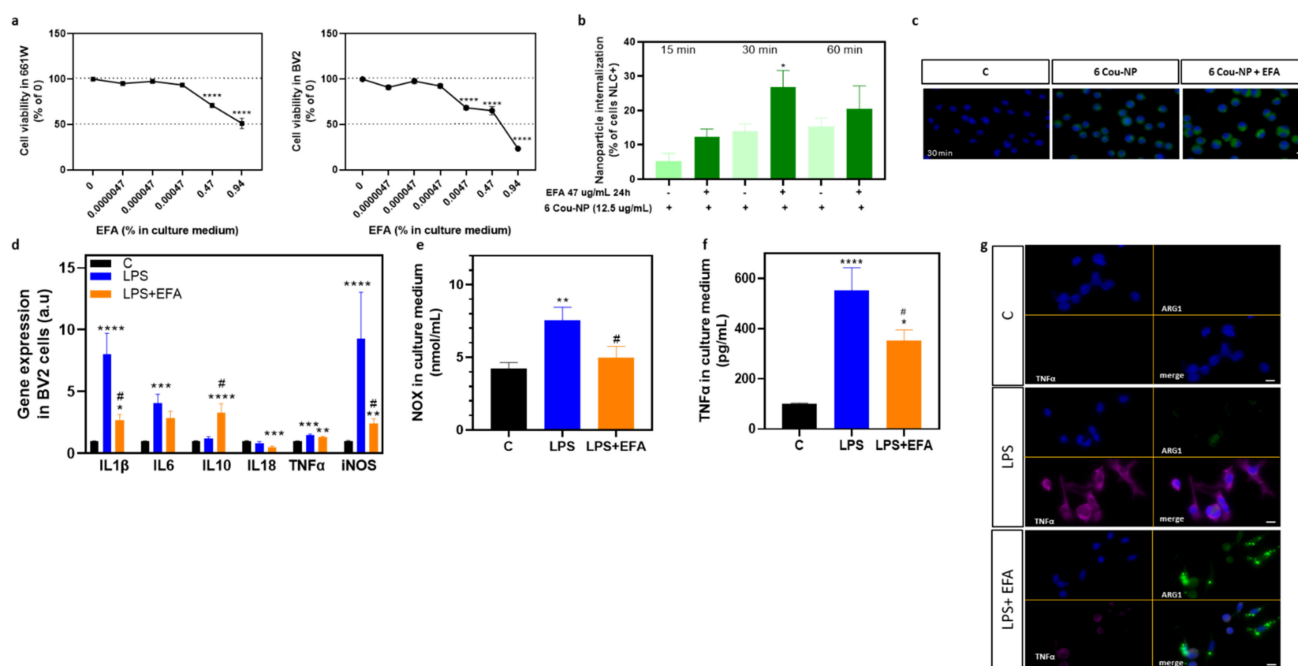 a
Cell viability in 661W
(% of 0)
150
100
50
0
0
0.0000047
0.000047
0.00047
0.47
0.94
EFA (% in culture medium)
****
****
Cell viability in BV2
(% of 0)
150
100
50
0
0
0.0000047
0.000047
0.0047
0.47
0.94
EFA (% in culture medium)
****
****
****
b
Nanoparticle internalization
(% of cells NLC+)
40
30
20
10
0
15 min
30 min
60 min
*
EFA 47 ug/mL 24h
- + - + - +
6 Cou-NP (12.5 ug/mL)
+ + + + + +
c
C
6 Cou-NP
6 Cou-NP + EFA
30 min
d
Gene expression
in BV2 cells (a.u)
15
10
5
0
C
LPS
LPS+EFA
****
#
*
***
#
****
***
***
**
****
#
**
IL1β
IL6
IL10
IL18
TNFα
iNOS
e
NOX in culture medium
(nmol/mL)
10
5
0
**
#
C
LPS
LPS+EFA
f
TNFα in culture medium
(pg/mL)
600
400
200
0
****
#
*
C
LPS
LPS+EFA
g
C
ARG1
TNFα
merge
LPS
ARG1
TNFα
merge
LPS+ EFA
ARG1
TNFα
merge